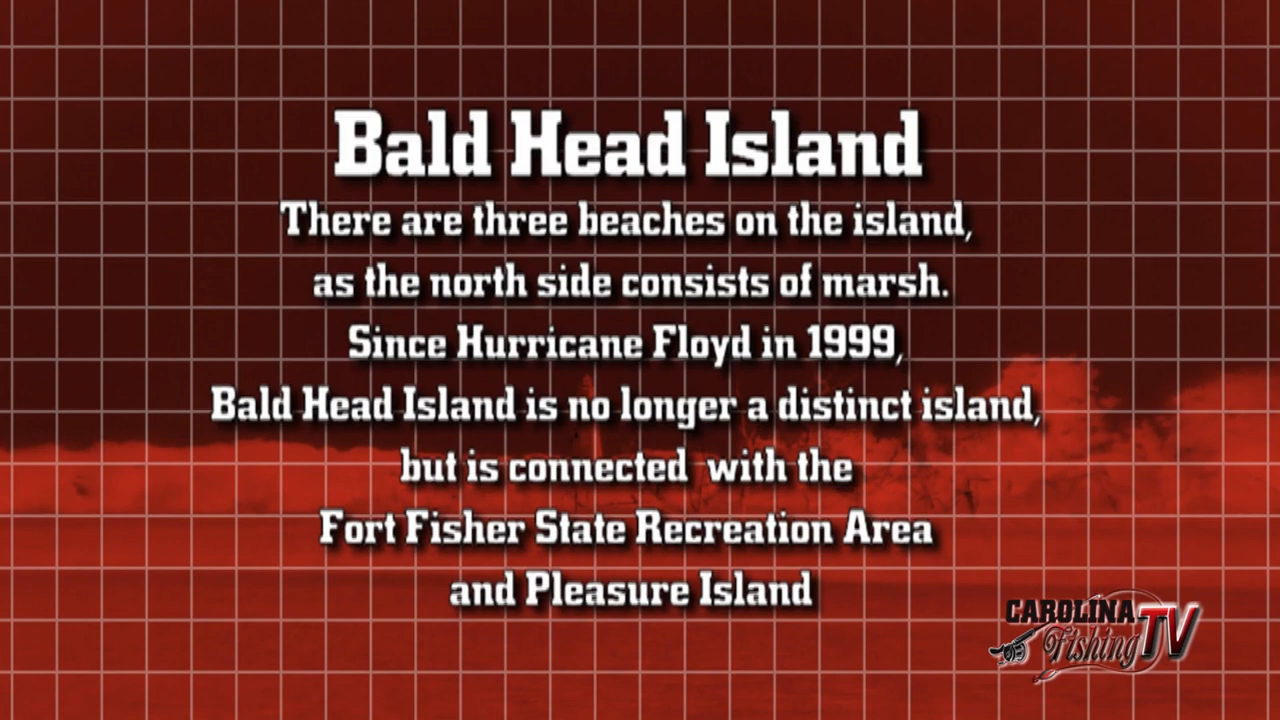 Bald Head Island
There are three beaches on the island,
as the north side consists of marsh.
Since Hurricane Floyd in 1999,
Bald Head Island is no longer a distinct island,
but is connected  with the
Fort Fisher State Recreation Area
and Pleasure Island
CAROLINA
Fishing TV